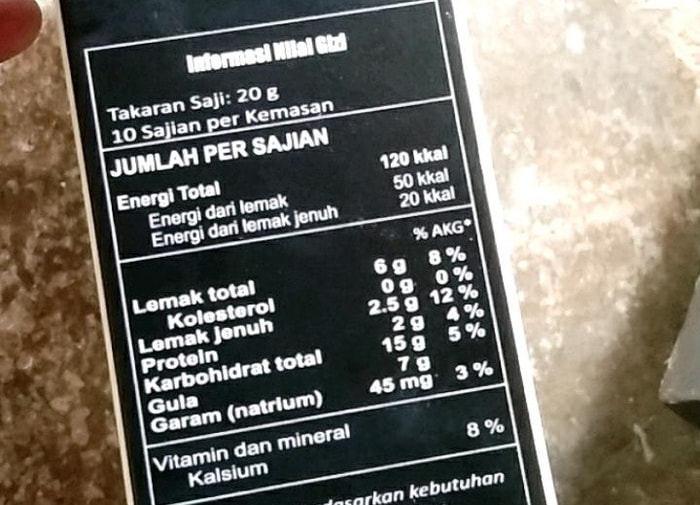 Informasi Nilai Gizi
Takaran Saji: 20 g
10 Sajian per Kemasan
JUMLAH PER SAJIAN
Energi Total 120 kkal
Energi dari lemak 50 kkal
Energi dari lemak jenuh 20 kkal
% AKG*
Lemak total 6 g 8 %
Kolesterol 0 g 0 %
Lemak jenuh 2.5 g 12 %
Protein 2 g 4 %
Karbohidrat total 15 g 5 %
Gula 7 g
Garam (natrium) 45 mg 3 %
Vitamin dan mineral
Kalsium 8 %
kebutuhan